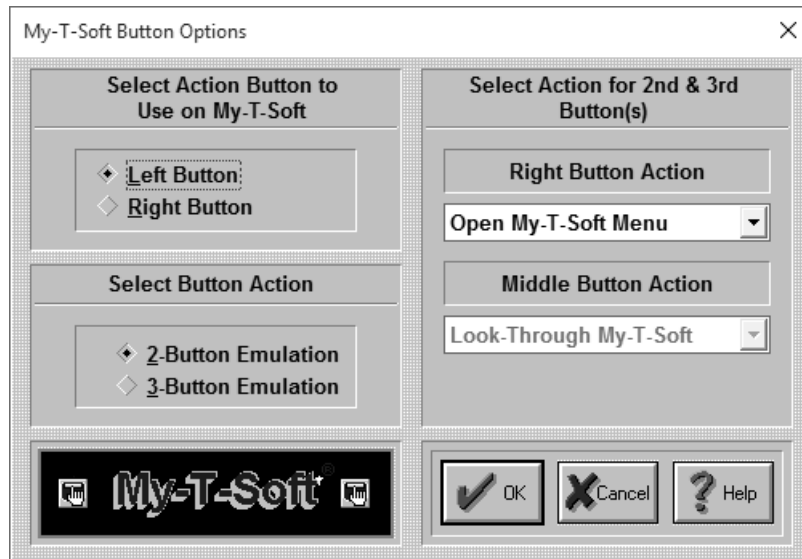 My-T-Soft Button Options
Select Action Button to
Use on My-T-Soft
Left Button
Right Button
Select Button Action
2-Button Emulation
3-Button Emulation
Select Action for 2nd & 3rd
Button(s)
Right Button Action
Open My-T-Soft Menu
Middle Button Action
Look-Through My-T-Soft
My-T-Soft®
OK
Cancel
Help